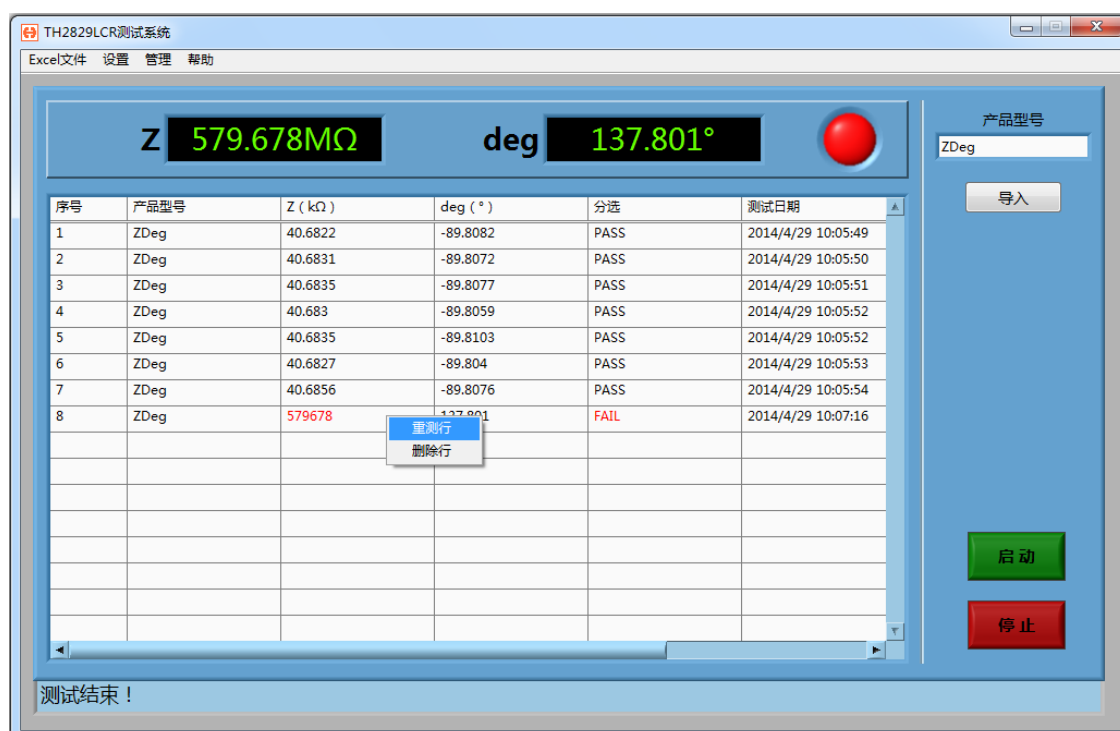 TH2829LCR测试系统
Excel文件 设置 管理 帮助
Z 579.678MΩ deg 137.801°
产品型号
ZDeg
导入
序号 产品型号 Z（kΩ） deg（°） 分选 测试日期
1 ZDeg 40.6822 -89.8082 PASS 2014/4/29 10:05:49
2 ZDeg 40.6831 -89.8072 PASS 2014/4/29 10:05:50
3 ZDeg 40.6835 -89.8077 PASS 2014/4/29 10:05:51
4 ZDeg 40.683 -89.8059 PASS 2014/4/29 10:05:52
5 ZDeg 40.6835 -89.8103 PASS 2014/4/29 10:05:52
6 ZDeg 40.6827 -89.804 PASS 2014/4/29 10:05:53
7 ZDeg 40.6856 -89.8076 PASS 2014/4/29 10:05:54
8 ZDeg 579678 137.801 FAIL 2014/4/29 10:07:16
重测行
删除行
启动
停止
测试结束！